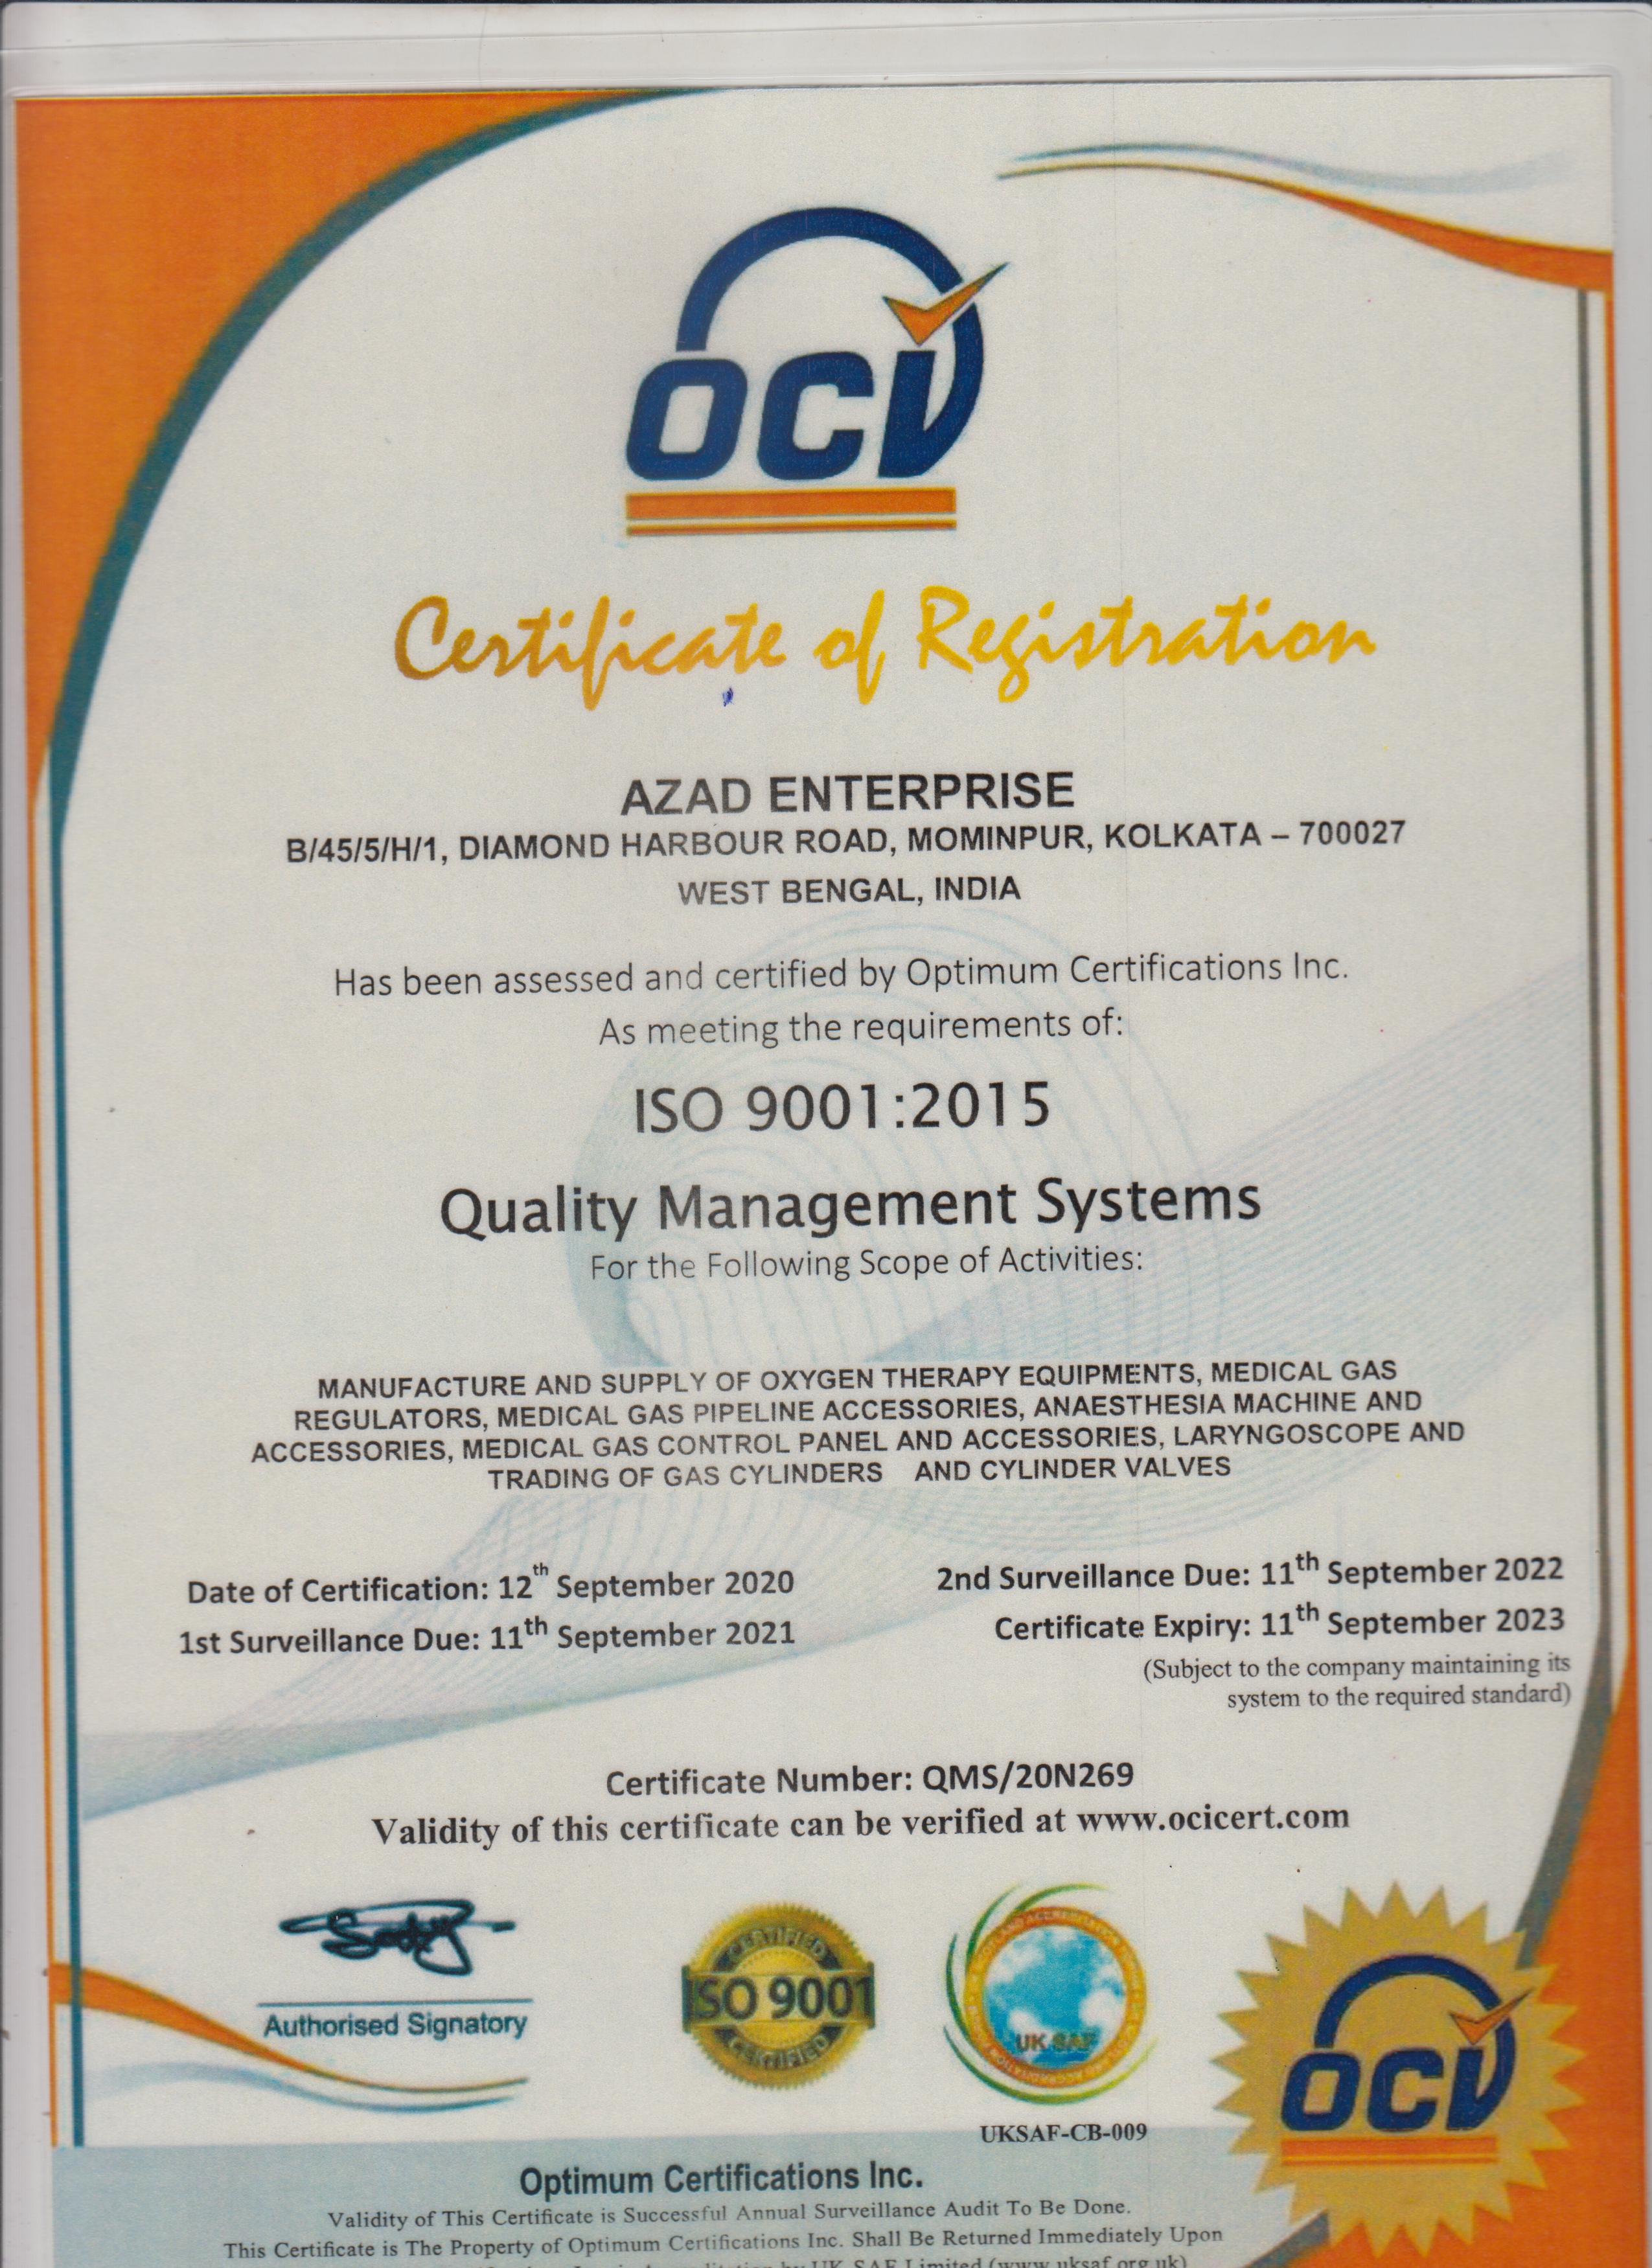 OCI
Certificate of Registration
AZAD ENTERPRISE
B/45/5/H/1, DIAMOND HARBOUR ROAD, MOMINPUR, KOLKATA – 700027
WEST BENGAL, INDIA
Has been assessed and certified by Optimum Certifications Inc.
As meeting the requirements of:
ISO 9001:2015
Quality Management Systems
For the Following Scope of Activities:
MANUFACTURE AND SUPPLY OF OXYGEN THERAPY EQUIPMENTS, MEDICAL GAS
REGULATORS, MEDICAL GAS PIPELINE ACCESSORIES, ANAESTHESIA MACHINE AND
ACCESSORIES, MEDICAL GAS CONTROL PANEL AND ACCESSORIES, LARYNGOSCOPE AND
TRADING OF GAS CYLINDERS AND CYLINDER VALVES
Date of Certification: 12th September 2020
1st Surveillance Due: 11th September 2021
2nd Surveillance Due: 11th September 2022
Certificate Expiry: 11th September 2023
(Subject to the company maintaining its
system to the required standard)
Certificate Number: QMS/20N269
Validity of this certificate can be verified at www.ocicert.com
Authorised Signatory
CERTIFIED
ISO 9001
CERTIFIED
UK SAF
UKSAF-CB-009
OCI
Optimum Certifications Inc.
Validity of This Certificate is Successful Annual Surveillance Audit To Be Done.
This Certificate is The Property of Optimum Certifications Inc. Shall Be Returned Immediately Upon
by UK SAF Limited (www.uksaf.org.uk)